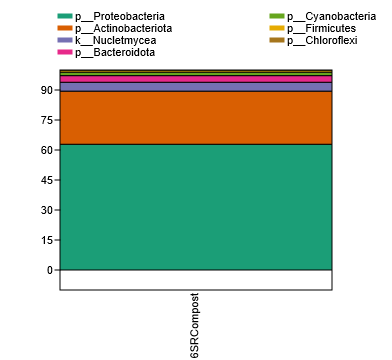 p__Proteobacteria
p__Actinobacteriota
k__Nucletmycea
p__Bacteroidota
p__Cyanobacteria
p__Firmicutes
p__Chloroflexi
90
75
60
45
30
15
0
6SRCompost